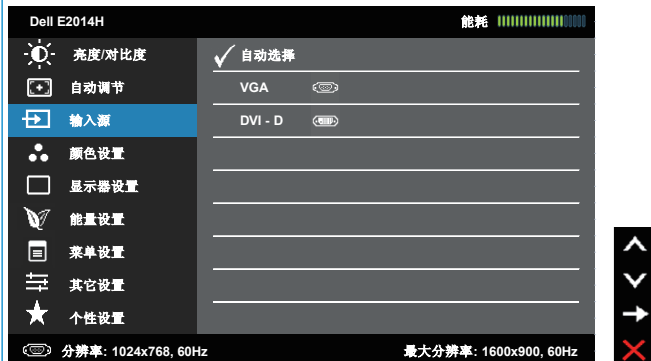 Dell E2014H 能耗
亮度/对比度
自动选择
自动调节
VGA
输入源
DVI - D
颜色设置
显示器设置
能量设置
菜单设置
其它设置
个性设置
分辨率: 1024x768, 60Hz 最大分辨率: 1600x900, 60Hz